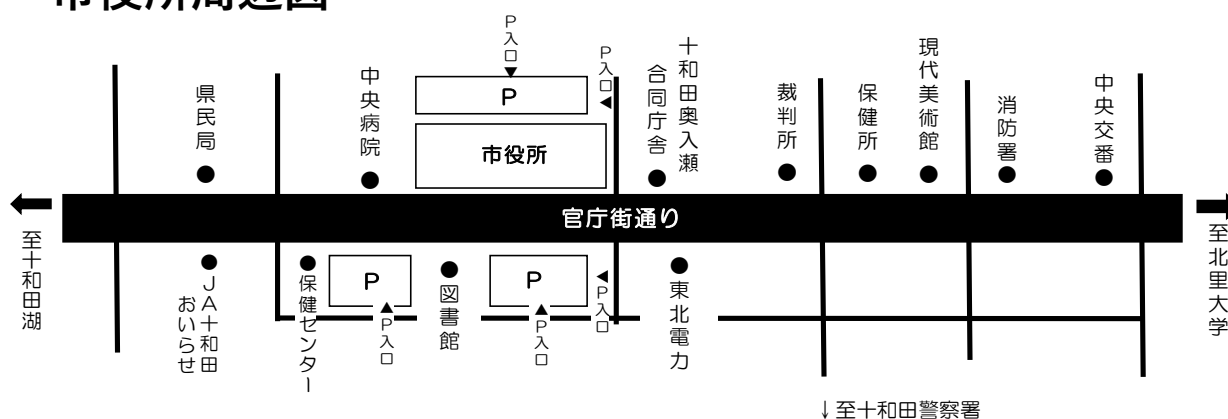 市役所周辺図
P入口
P入口
P
市役所
県民局
中央病院
十和田奥入瀬
合同庁舎
裁判所
保健所
現代美術館
消防署
中央交番
官庁街通り
至十和田湖
至北里大学
JA十和田
おいらせ
保健センター
P
P入口
図書館
P
P入口
P入口
東北電力
↓至十和田警察署